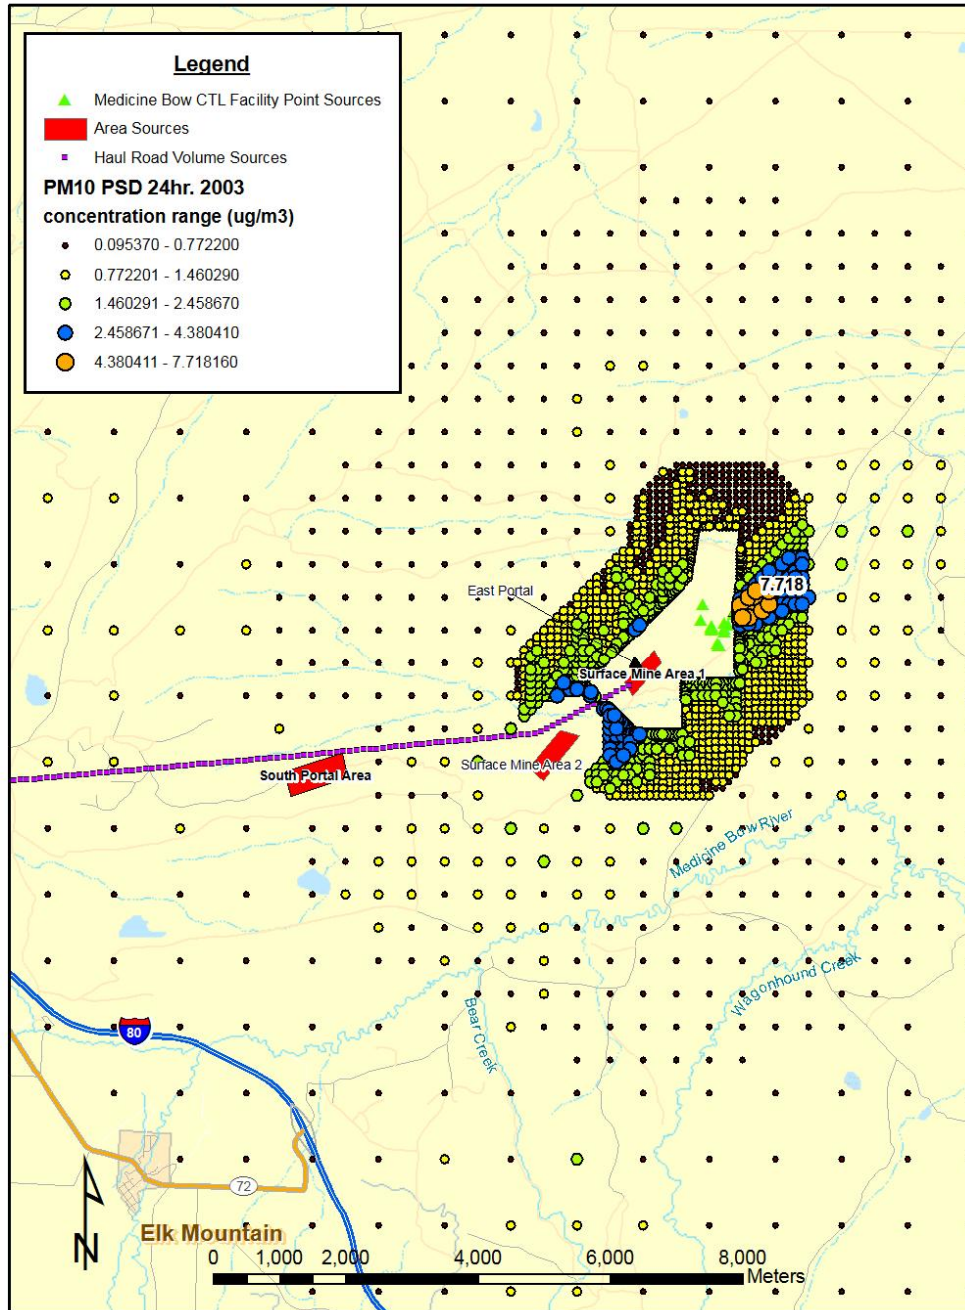 Legend
Medicine Bow CTL Facility Point Sources
Area Sources
Haul Road Volume Sources
PM10 PSD 24hr. 2003
concentration range (ug/m3)
0.095370 - 0.772200
0.772201 - 1.460290
1.460291 - 2.458670
2.458671 - 4.380410
4.380411 - 7.718160
7.718
East Portal
Surface Mine Area 1
Surface Mine Area 2
South Portal Area
Medicine Bow River
Wagonhound Creek
Bear Creek
80
72
Elk Mountain
N
0 1,000 2,000 4,000 6,000 8,000
Meters